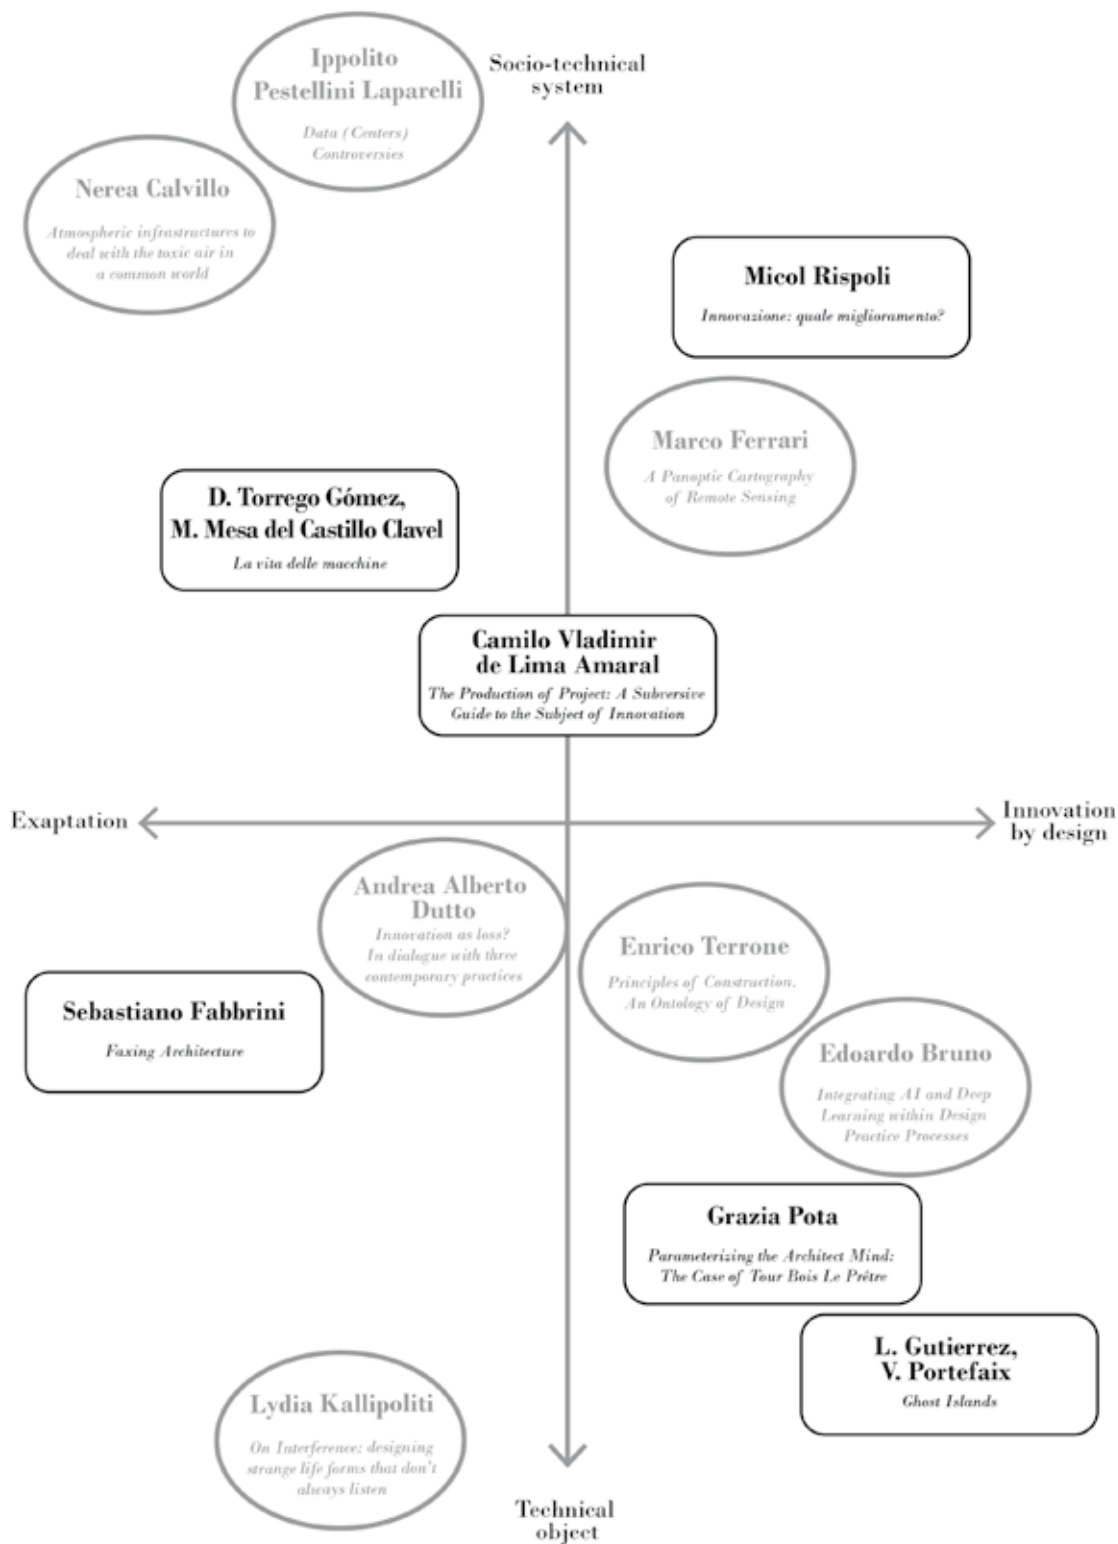 Ippolito
Pestellini Laparelli
Data (Centers)
Controversies
Socio-technical
system
Nerea Calvillo
Atmospheric infrastructures to
deal with the toxic air in
a common world
Micol Rispoli
Innovazione: quale miglioramento?
Marco Ferrari
A Panoptic Cartography
of Remote Sensing
D. Torrego Gómez,
M. Mesa del Castillo Clavel
La vita delle macchine
Camilo Vladimir
de Lima Amaral
The Production of Project: A Subversive
Guide to the Subject of Innovation
Exaptation
Innovation
by design
Andrea Alberto
Dutto
Innovation as loss?
In dialogue with three
contemporary practices
Enrico Terrone
Principles of Construction.
An Ontology of Design
Sebastiano Fabbrini
Faxing Architecture
Edoardo Bruno
Integrating AI and Deep
Learning within Design
Practice Processes
Grazia Pota
Parameterizing the Architect Mind:
The Case of Tour Bois Le Prêtre
L. Gutierrez,
V. Portefaix
Ghost Islands
Lydia Kallipoliti
On Interference: designing
strange life forms that don't
always listen
Technical
object